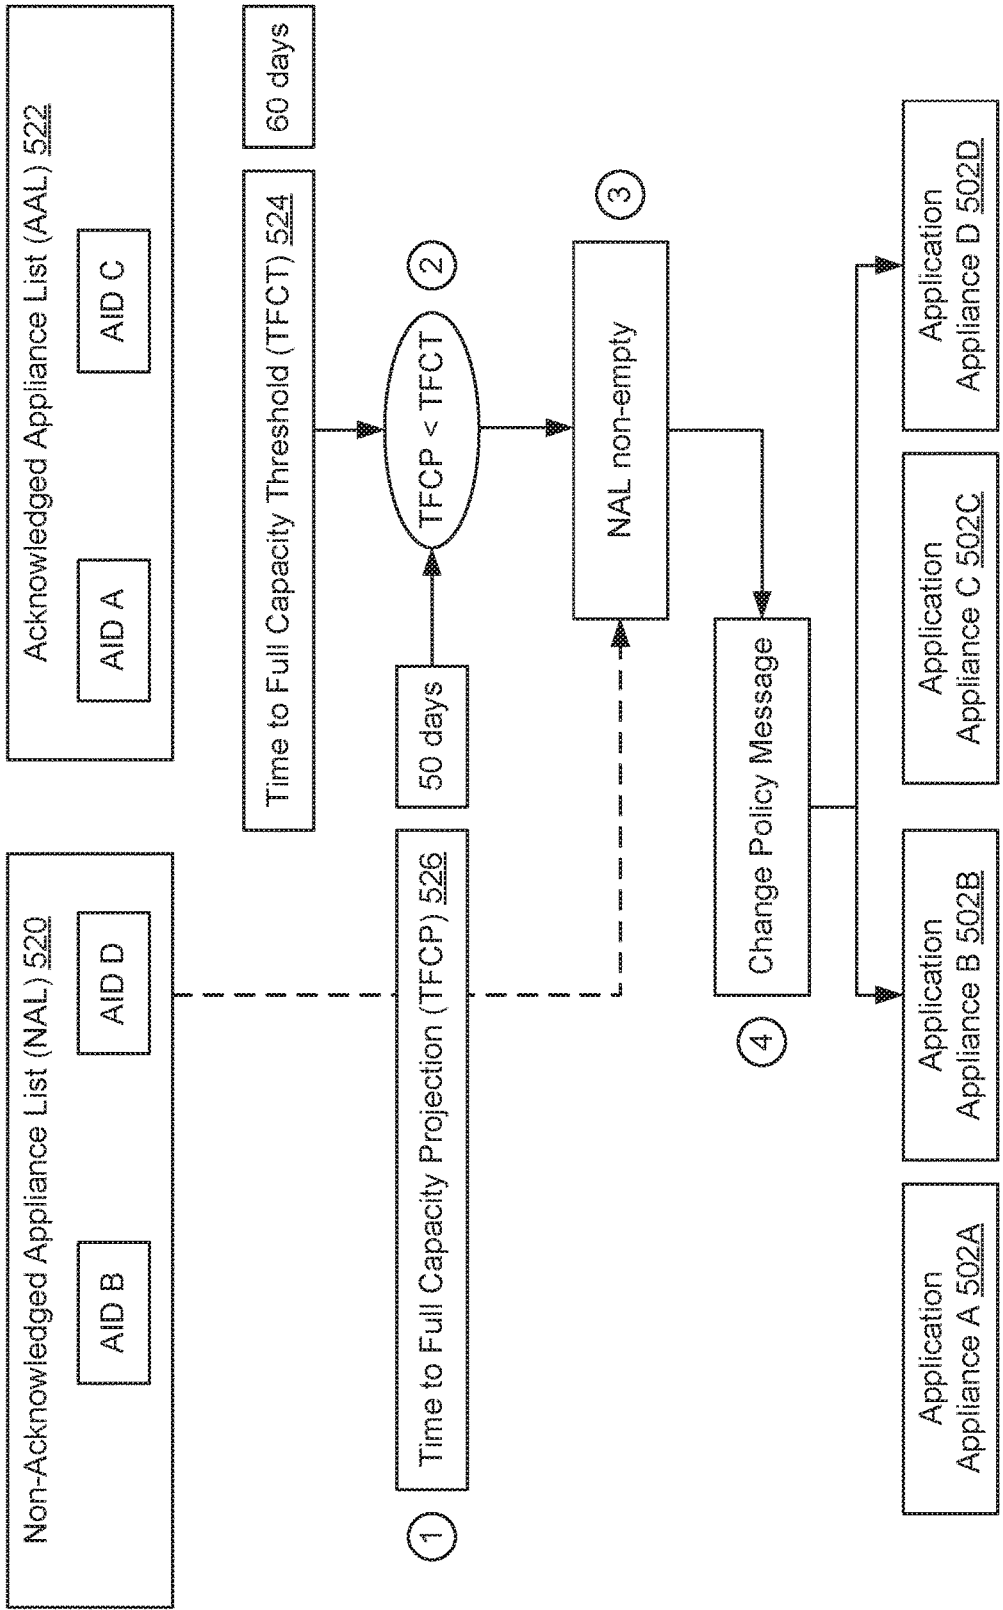 Non-Acknowledged Appliance List (NAL) 520
AID B
AID D
Acknowledged Appliance List (AAL) 522
AID A
AID C
Time to Full Capacity Threshold (TFCT) 524
60 days
1
Time to Full Capacity Projection (TFCP) 526
50 days
TFCP < TFCT
2
NAL non-empty
3
4
Change Policy Message
Application
Appliance A 502A
Application
Appliance B 502B
Application
Appliance C 502C
Application
Appliance D 502D